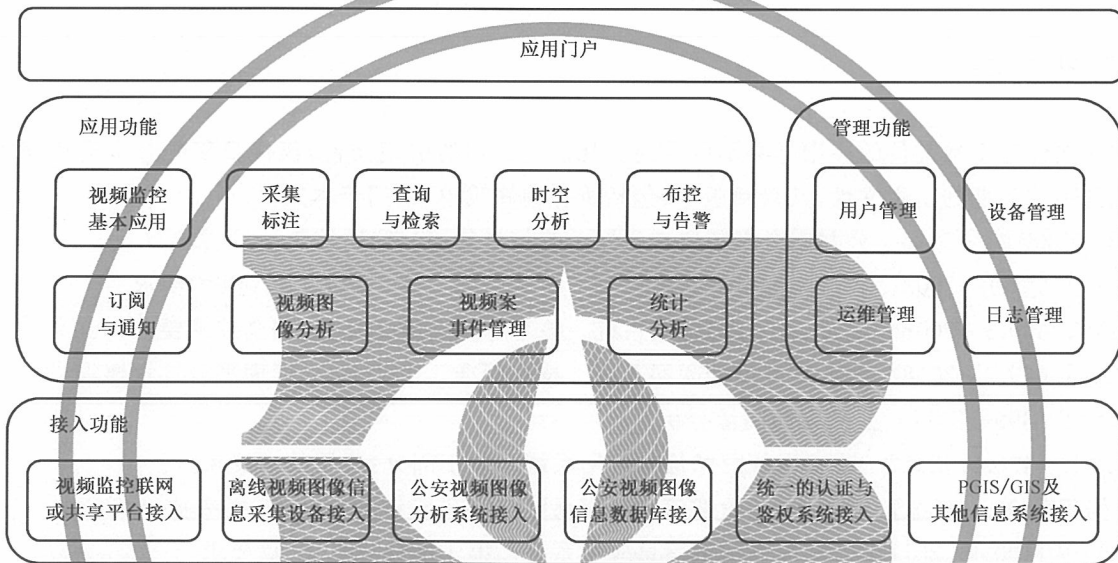 应用门户
应用功能
视频监控
基本应用
采集
标注
查询
与检索
时空
分析
布控
与告警
订阅
与通知
视频图
像分析
视频案
事件管理
统计
分析
管理功能
用户管理
设备管理
运维管理
日志管理
接入功能
视频监控联网
或共享平台接入
离线视频图像信
息采集设备接入
公安视频图像
分析系统接入
公安视频图像
信息数据库接入
统一的认证与
鉴权系统接入
PGIS/GIS及
其他信息系统接入